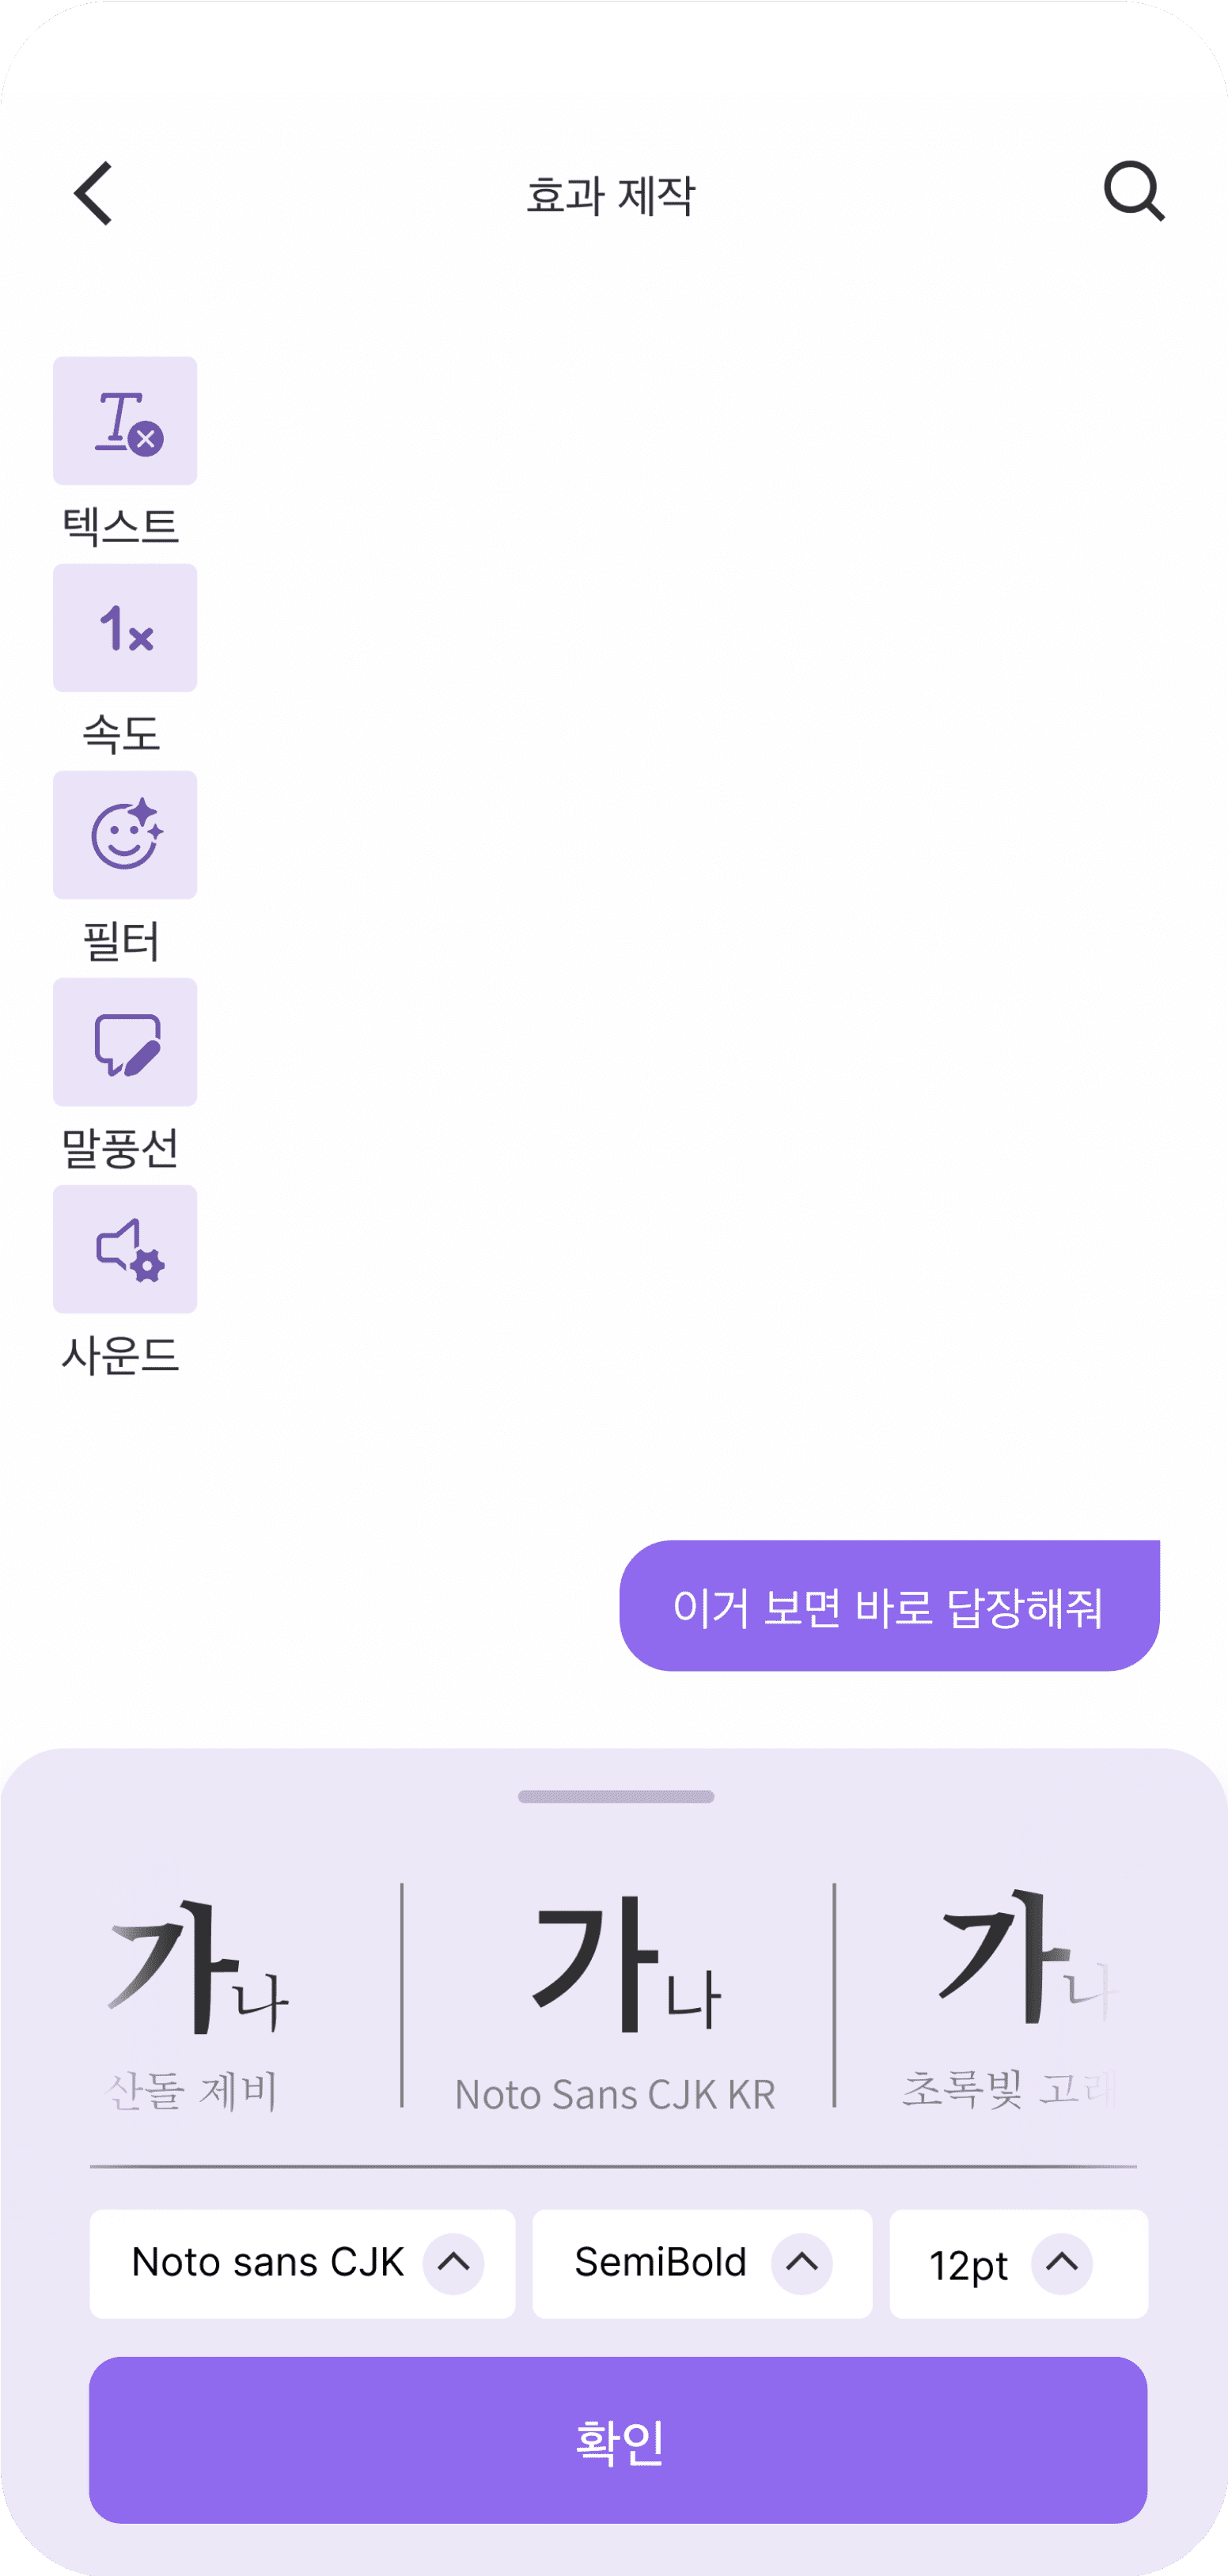 효과 제작
텍스트
1×
속도
필터
말풍선
사운드
이거 보면 바로 답장해줘
가나
가나
가나
산돌 제비
Noto Sans CJK KR
초록빛 고래
Noto sans CJK
SemiBold
12pt
확인